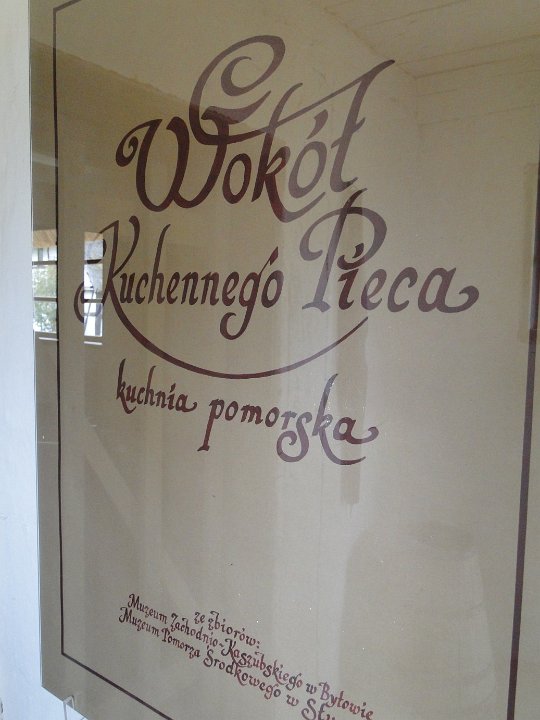 Wokół
Kuchennego Pieca
kuchnia pomorska
ze zbiorów:
Muzeum Zachodnio-Kaszubskiego w Bytowie
Muzeum Pomorza Środkowego w